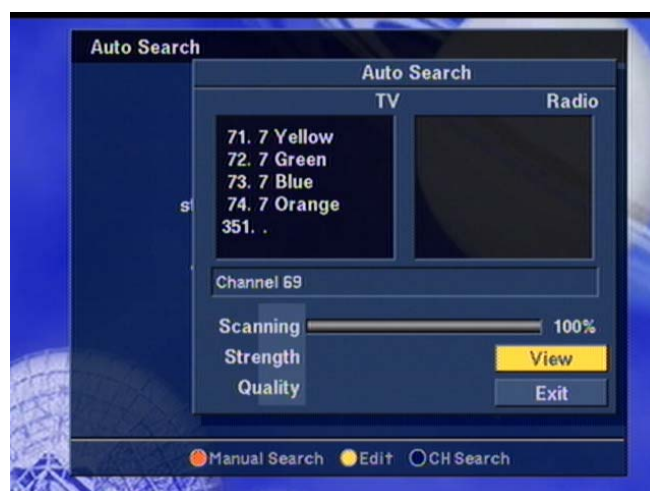 Auto Search
Auto Search
TV Radio
71. 7 Yellow
72. 7 Green
73. 7 Blue
74. 7 Orange
351. .
st
Channel 69
Scanning 100%
Strength View
Quality Exit
Manual Search Edit CH Search